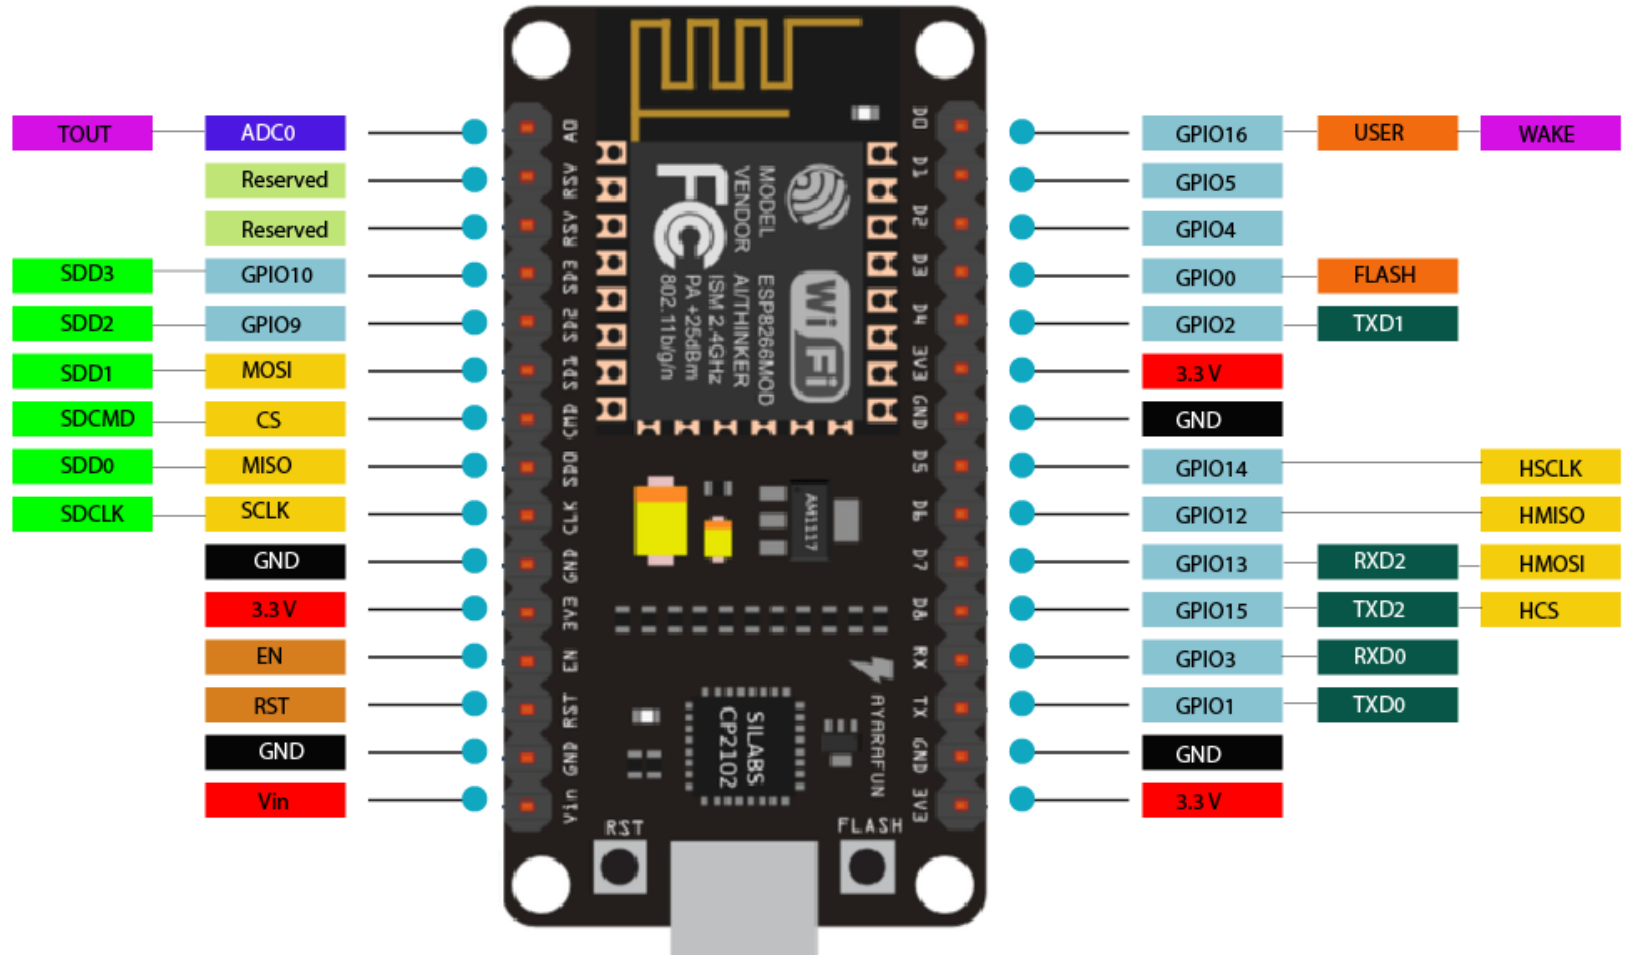 TOUT ADC0 A0 D0 GPIO16 USER WAKE
Reserved RSV D1 GPIO5
Reserved RSV D2 GPIO4
SDD3 GPIO10 SD3 D3 GPIO0 FLASH
SDD2 GPIO9 SD2 D4 GPIO2 TXD1
SDD1 MOSI SD1 3V3 3.3 V
SDCMD CS CMD GND GND
SDD0 MISO SD0 D5 GPIO14 HSCLK
SDCLK SCLK CLK D6 GPIO12 HMISO
GND GND D7 GPIO13 RXD2 HMOSI
3.3 V 3V3 D8 GPIO15 TXD2 HCS
EN EN RX GPIO3 RXD0
RST RST TX GPIO1 TXD0
GND GND GND GND
Vin Vin 3V3 3.3 V
MODEL ESP8266MOD
VENDOR AI/THINKER
ISM 2.4GHz
PA +25dBm
802.11b/g/n
FC
Wi Fi
AM1117
SILABS
CP2102
AYARAFUN
RST
FLASH